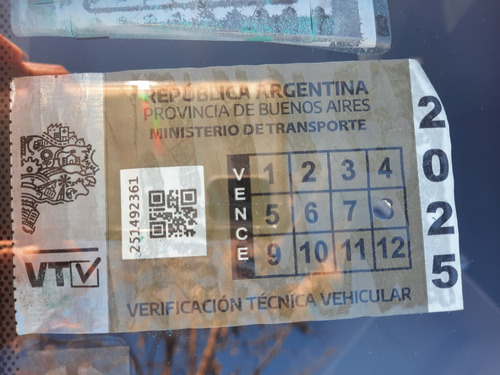 REPÚBLICA ARGENTINA
PROVINCIA DE BUENOS AIRES
MINISTERIO DE TRANSPORTE
251492361
VENCE
1 2 3 4
5 6 7
9 10 11 12
2025
VTV
VERIFICACIÓN TÉCNICA VEHICULAR